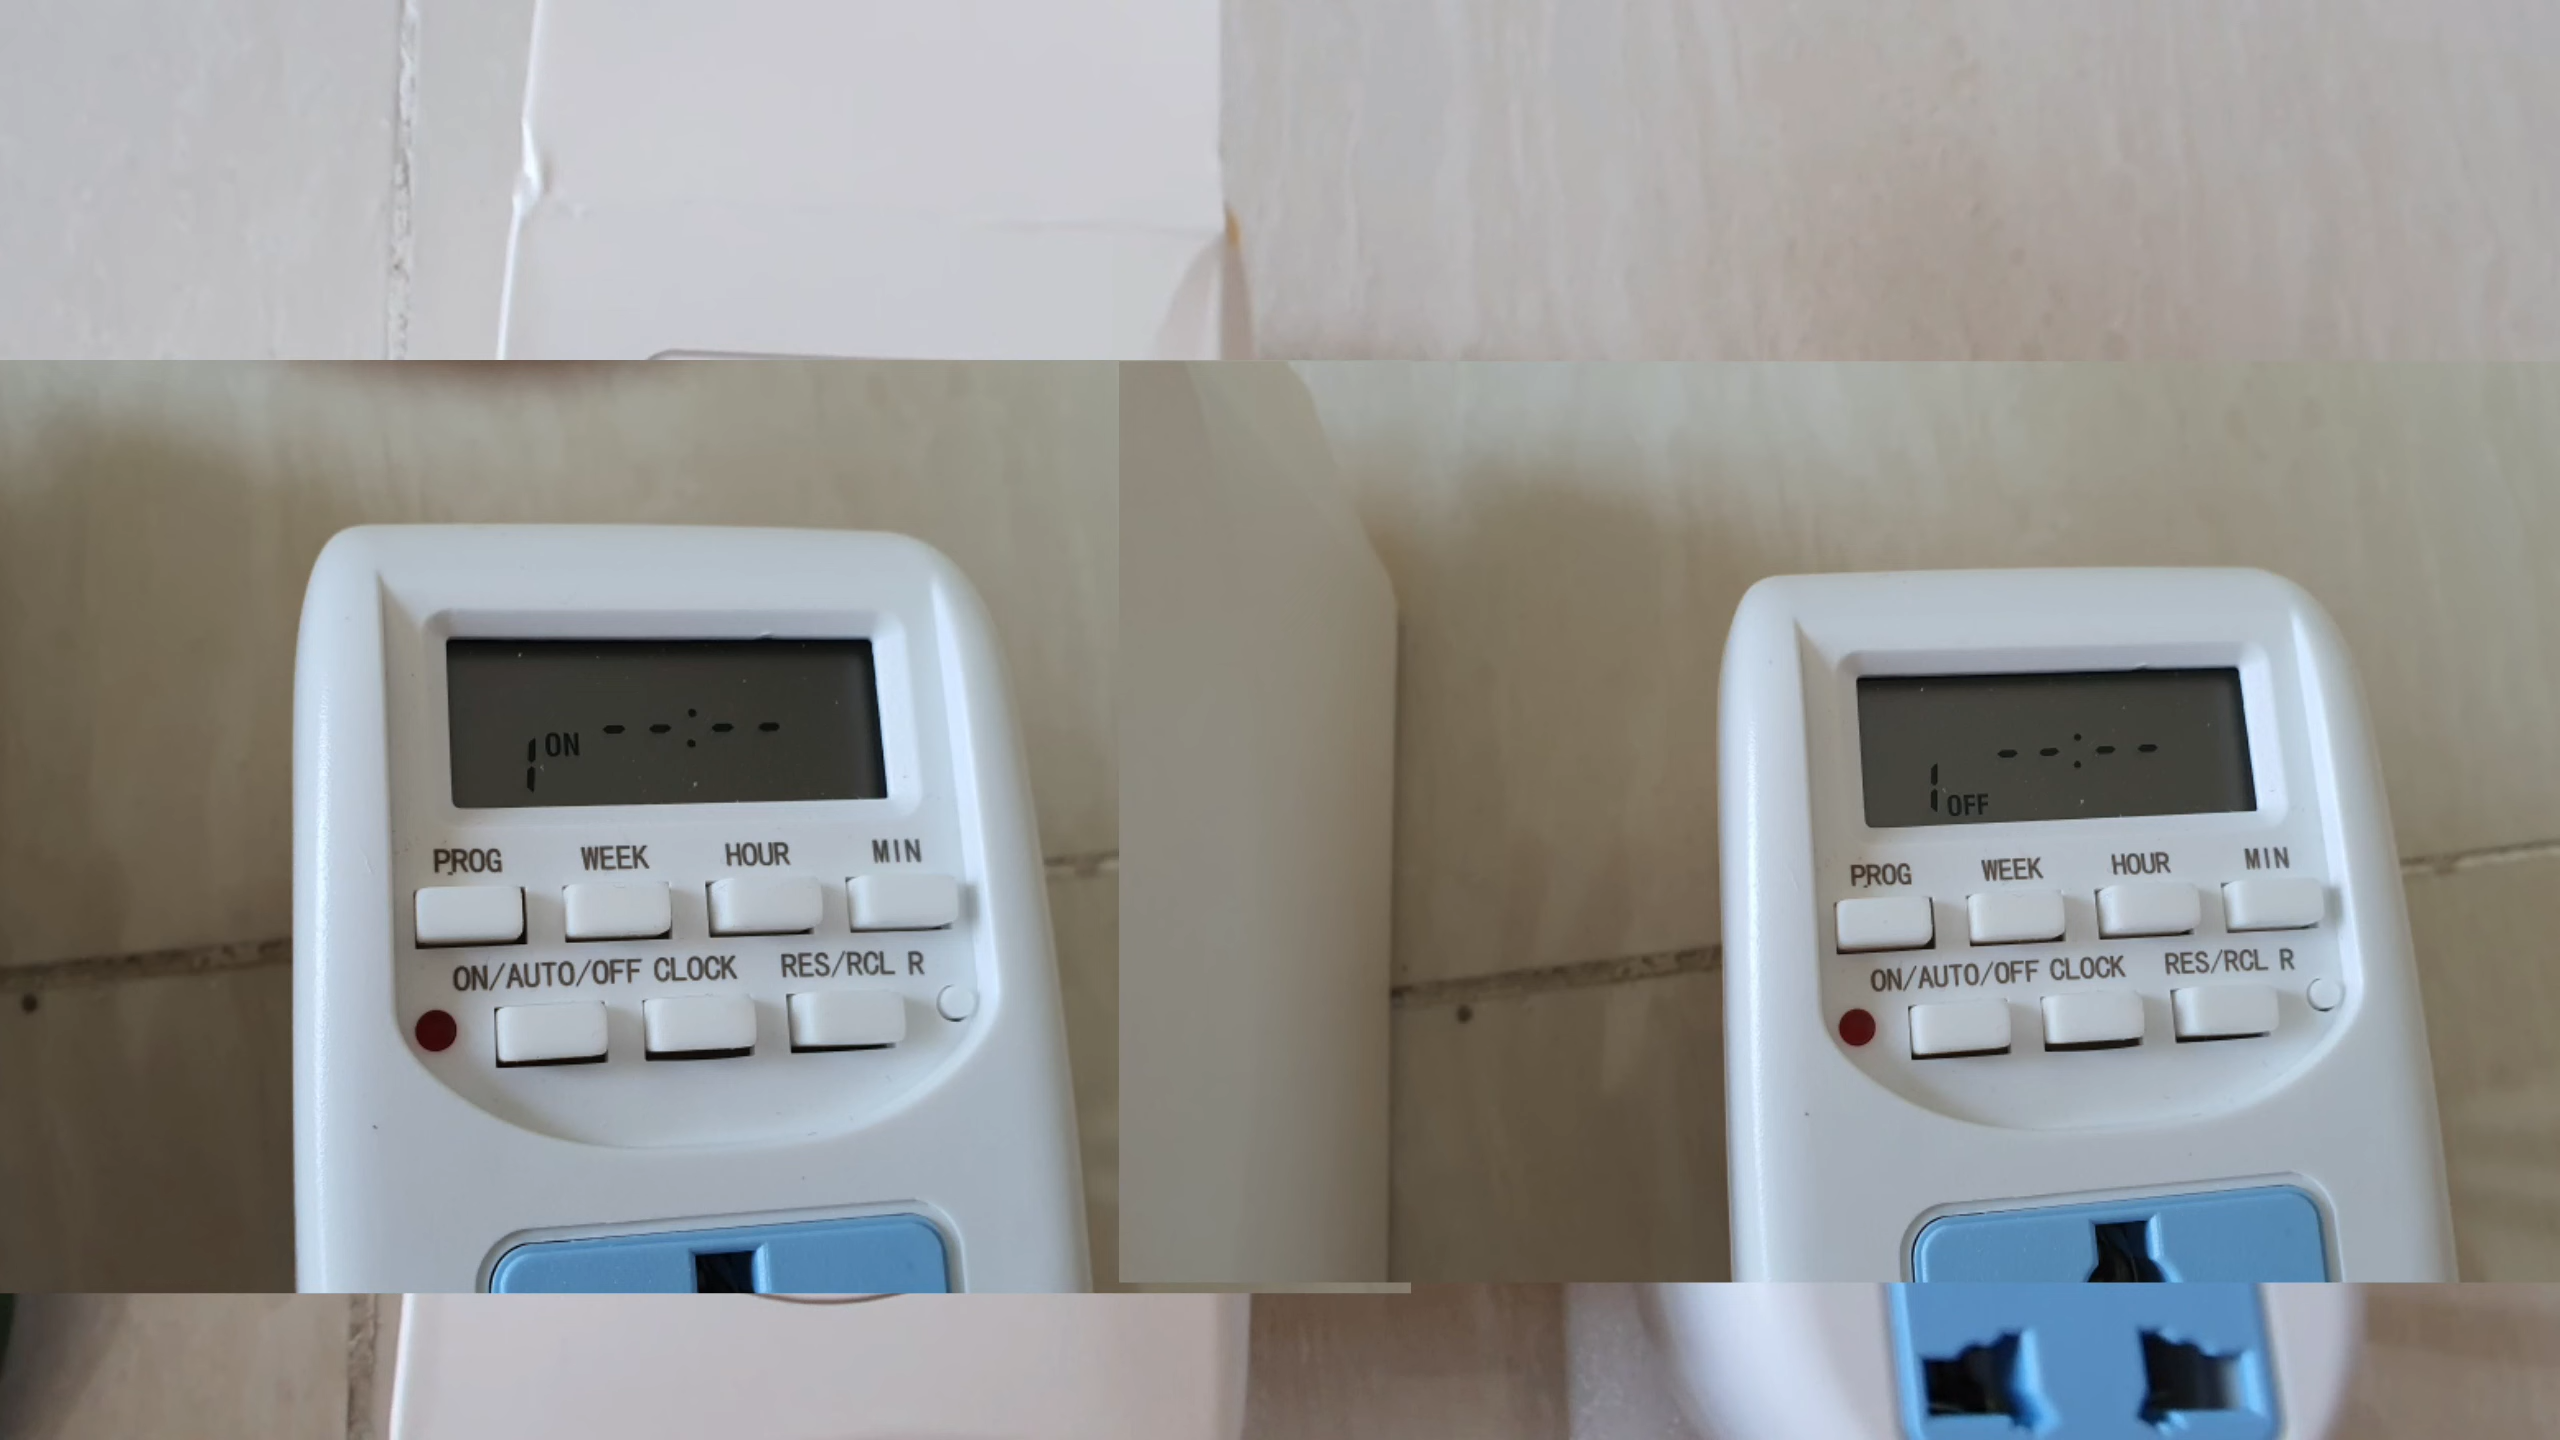 1 ON --:--
PROG WEEK HOUR MIN
ON/AUTO/OFF CLOCK RES/RCL R
1 OFF --:--
PROG WEEK HOUR MIN
ON/AUTO/OFF CLOCK RES/RCL R